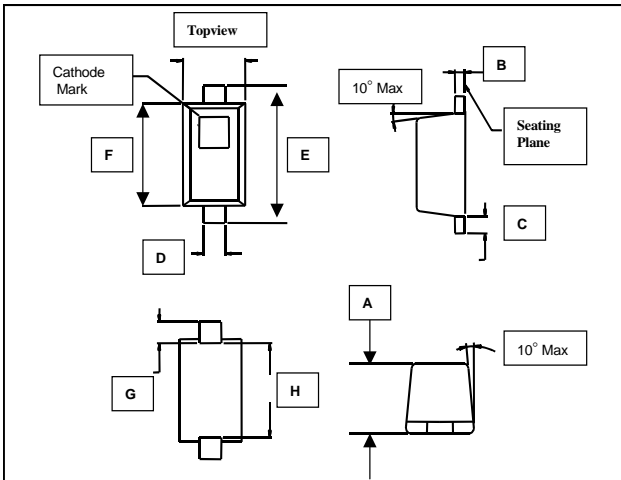 Topview
Cathode
Mark
B
10° Max
Seating
Plane
F
E
C
D
A
10° Max
G
H